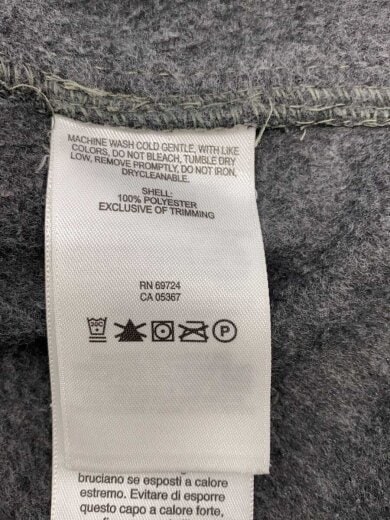 MACHINE WASH COLD GENTLE, WITH LIKE
COLORS, DO NOT BLEACH, TUMBLE DRY
LOW, REMOVE PROMPTLY, DO NOT IRON,
DRYCLEANABLE.
SHELL:
100% POLYESTER
EXCLUSIVE OF TRIMMING
RN 69724
CA 05367
30C
P
bruciano se esposti a calore
estremo. Evitare di esporre
questo capo a calore forte,